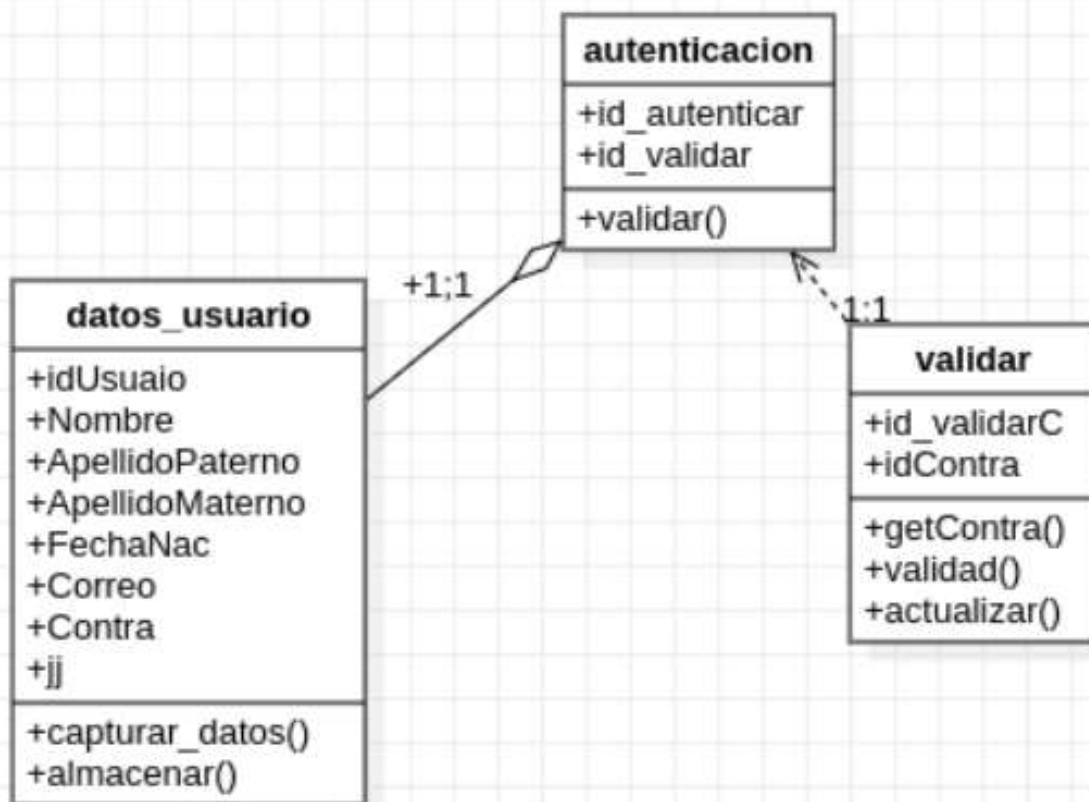 autenticacion
+id_autenticar
+id_validar
+validar()
+1;1
datos_usuario
+idUsuaio
+Nombre
+ApellidoPaterno
+ApellidoMaterno
+FechaNac
+Correo
+Contra
+jj
+capturar_datos()
+almacenar()
1:1
validar
+id_validarC
+idContra
+getContra()
+validad()
+actualizar()